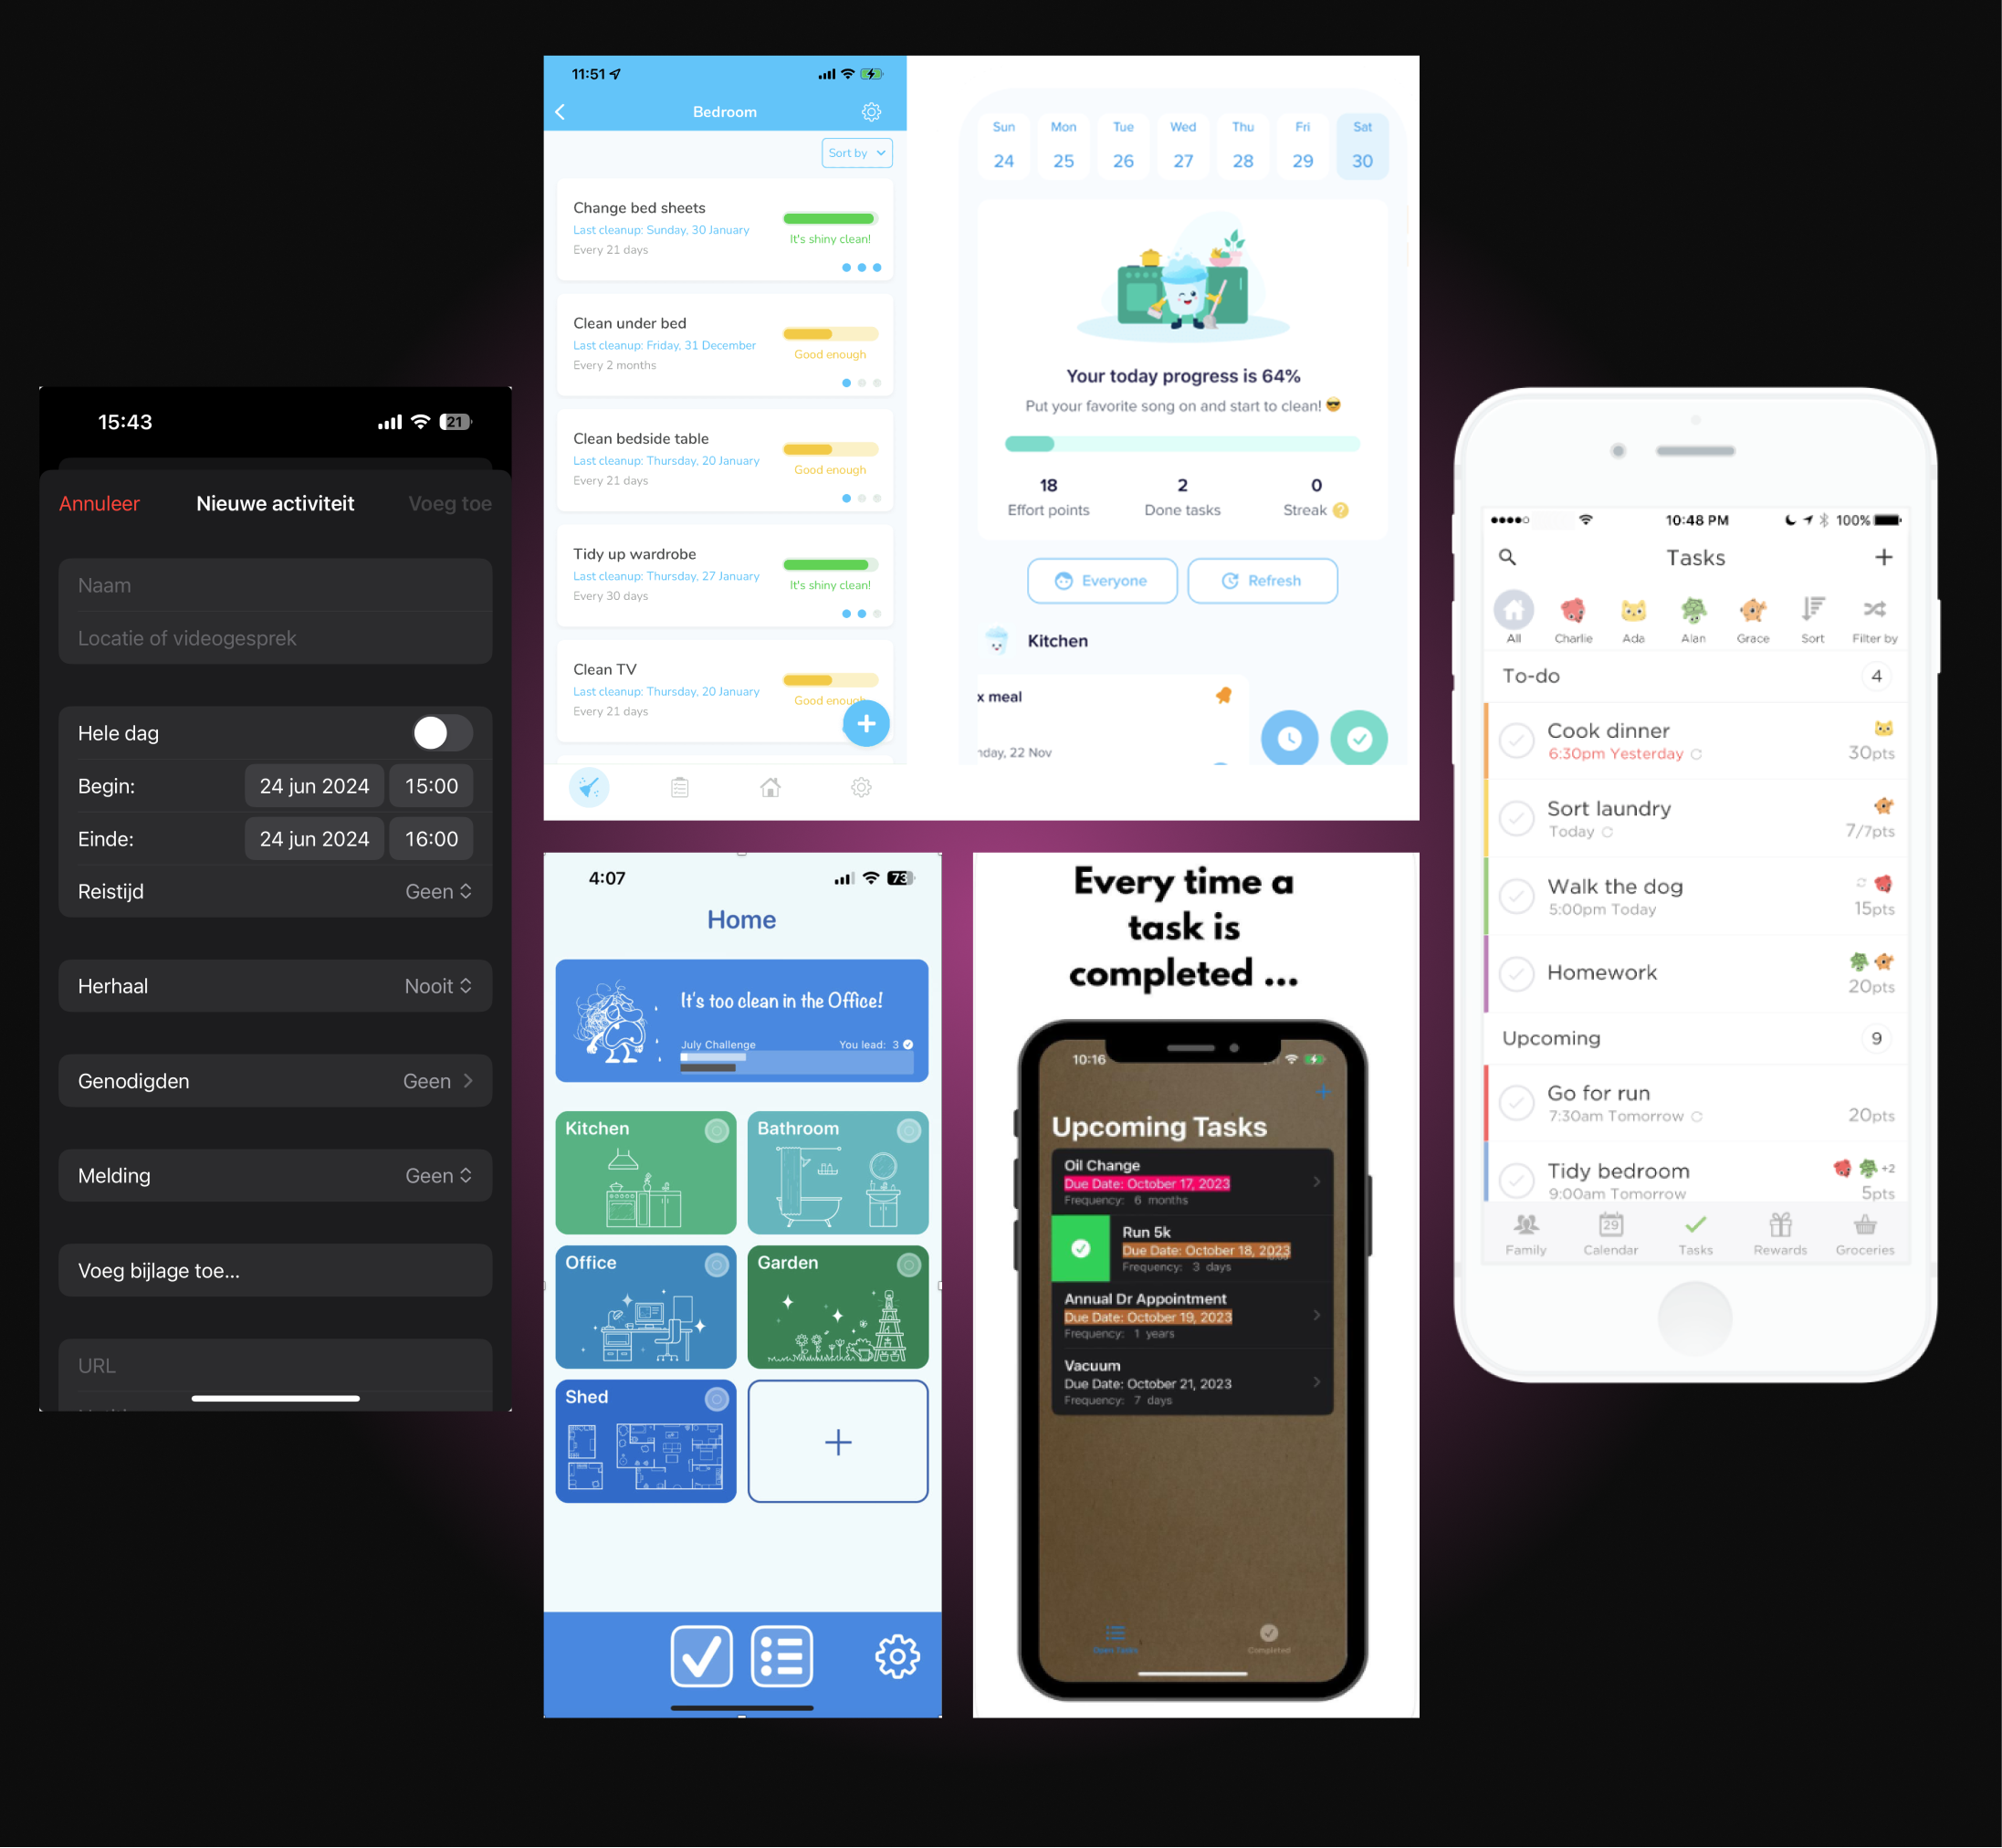 15:43
21
Annuleer
Nieuwe activiteit
Voeg toe
Naam
Locatie of videogesprek
Hele dag
Begin:
24 jun 2024
15:00
Einde:
24 jun 2024
16:00
Reistijd
Geen
Herhaal
Nooit
Genodigden
Geen
Melding
Geen
Voeg bijlage toe...
URL
11:51
Bedroom
Sort by
Change bed sheets
Last cleanup: Sunday, 30 January
Every 21 days
It's shiny clean!
Clean under bed
Last cleanup: Friday, 31 December
Every 2 months
Good enough
Clean bedside table
Last cleanup: Thursday, 20 January
Every 21 days
Good enough
Tidy up wardrobe
Last cleanup: Thursday, 27 January
Every 30 days
It's shiny clean!
Clean TV
Last cleanup: Thursday, 20 January
Every 21 days
Good enough
Sun Mon Tue Wed Thu Fri Sat
24 25 26 27 28 29 30
Your today progress is 64%
Put your favorite song on and start to clean!
18 2 0
Effort points Done tasks Streak ?
Everyone
Refresh
Kitchen
x meal
day, 22 Nov
4:07
73
Home
It's too clean in the Office!
July Challenge
You lead: 3
Kitchen
Bathroom
Office
Garden
Shed
Every time a
task is
completed ...
10:16
Upcoming Tasks
Oil Change
Due Date: October 17, 2023
Frequency: 6 months
Run 5k
Due Date: October 18, 2023
Frequency: 3 days
Annual Dr Appointment
Due Date: October 19, 2023
Frequency: 1 years
Vacuum
Due Date: October 21, 2023
Frequency: 7 days
Open Tasks
Completed
10:48 PM
100%
Tasks
All Charlie Ada Alan Grace Sort Filter by
To-do
4
Cook dinner
6:30pm Yesterday
30pts
Sort laundry
Today
7/7pts
Walk the dog
5:00pm Today
15pts
Homework
20pts
Upcoming
9
Go for run
7:30am Tomorrow
20pts
Tidy bedroom
9:00am Tomorrow
+2
5pts
29
Family Calendar Tasks Rewards Groceries